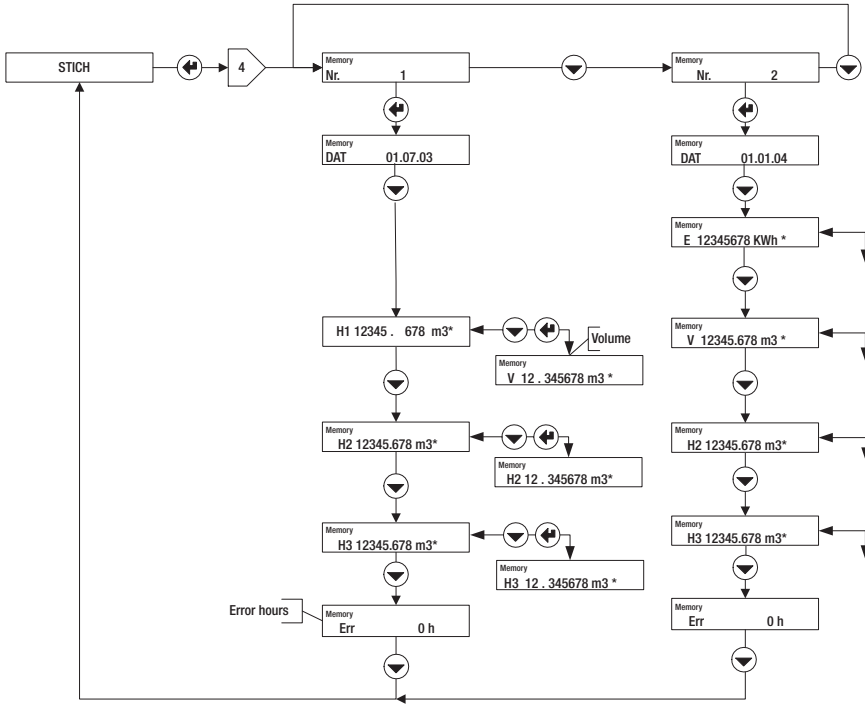 STICH
4
Memory
Nr. 1
Memory
Nr. 2
Memory
DAT 01.07.03
Memory
DAT 01.01.04
Memory
E 12345678 KWh *
H1 12345 . 678 m3*
Volume
Memory
V 12 . 345678 m3 *
Memory
V 12345.678 m3 *
Memory
H2 12345.678 m3*
Memory
H2 12 . 345678 m3*
Memory
H2 12345.678 m3*
Memory
H3 12345.678 m3*
Memory
H3 12 . 345678 m3 *
Memory
H3 12345.678 m3*
Error hours
Memory
Err 0 h
Memory
Err 0 h